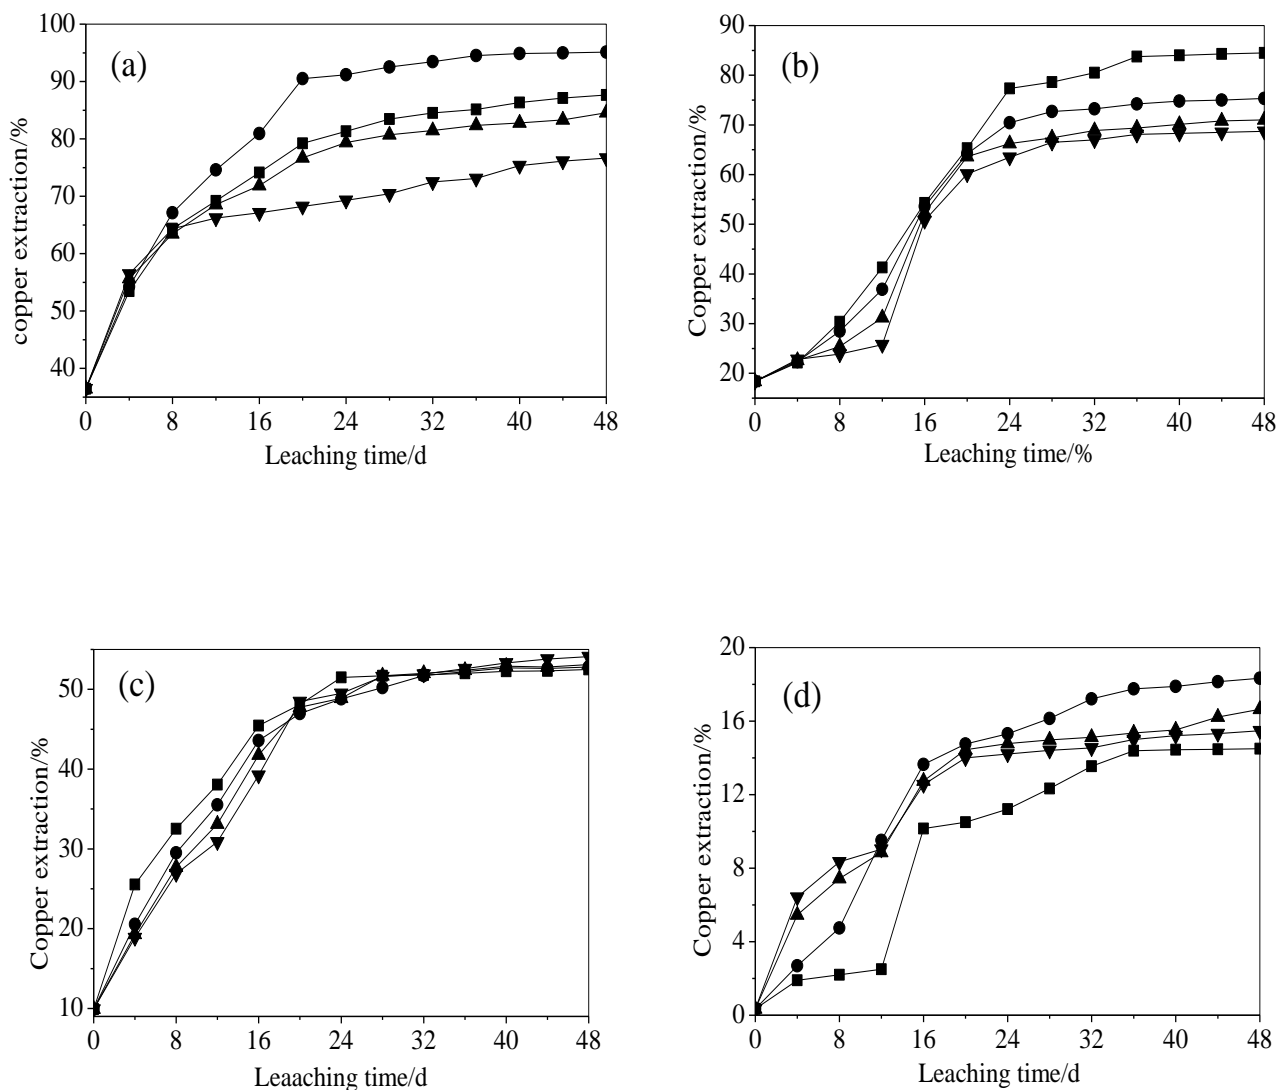 (a)
copper extraction/%
100
90
80
70
60
50
40
0 8 16 24 32 40 48
Leaching time/d
(b)
Copper extraction/%
90
80
70
60
50
40
30
20
0 8 16 24 32 40 48
Leaching time/%
(c)
Copper extraction/%
50
40
30
20
10
0 8 16 24 32 40 48
Leaaching time/d
(d)
Copper extraction/%
20
16
12
8
4
0
0 8 16 24 32 40 48
Leaching time/d